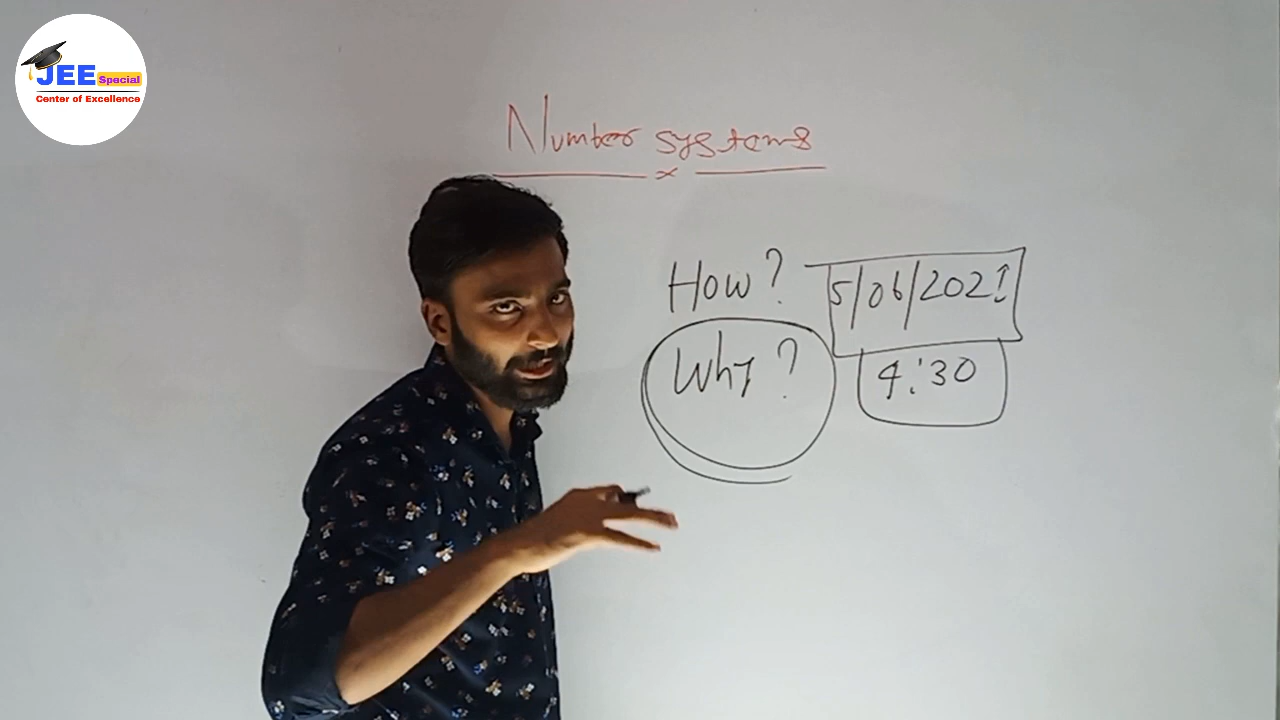 JEE Special
Center of Excellence
Number systems
How? 5/06/2021
Why? 4:30